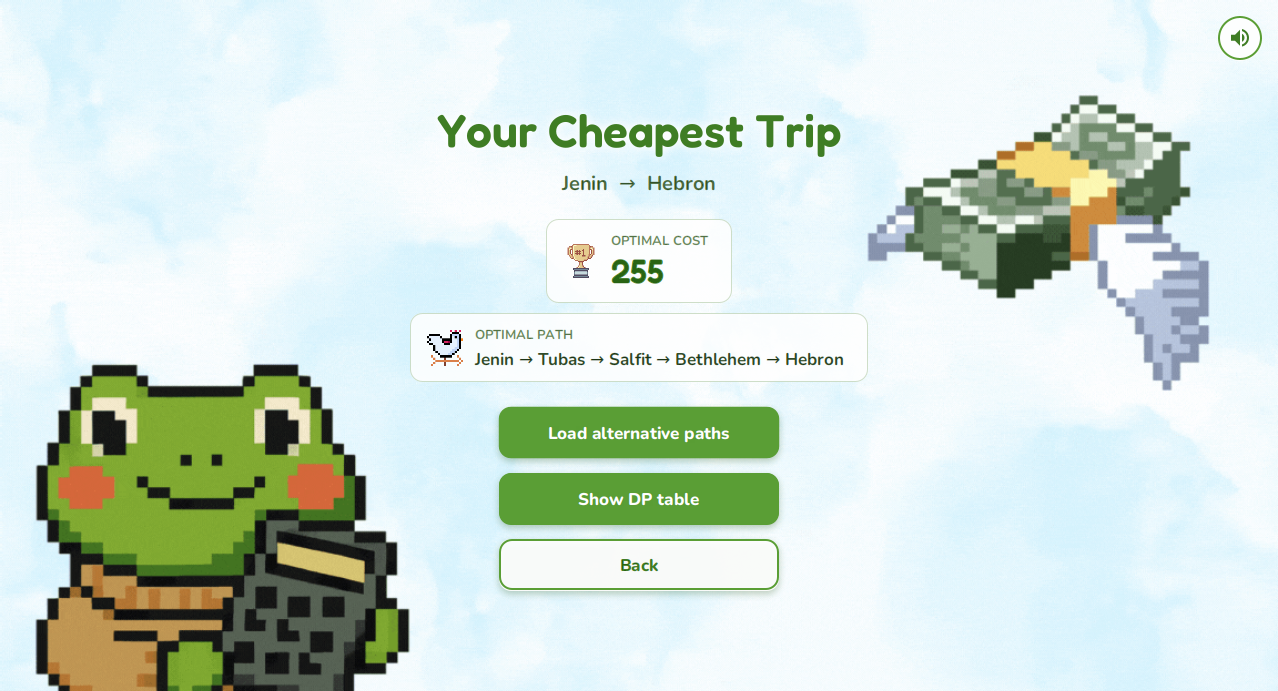 Your Cheapest Trip
Jenin → Hebron
#1
OPTIMAL COST
255
OPTIMAL PATH
Jenin → Tubas → Salfit → Bethlehem → Hebron
Load alternative paths
Show DP table
Back